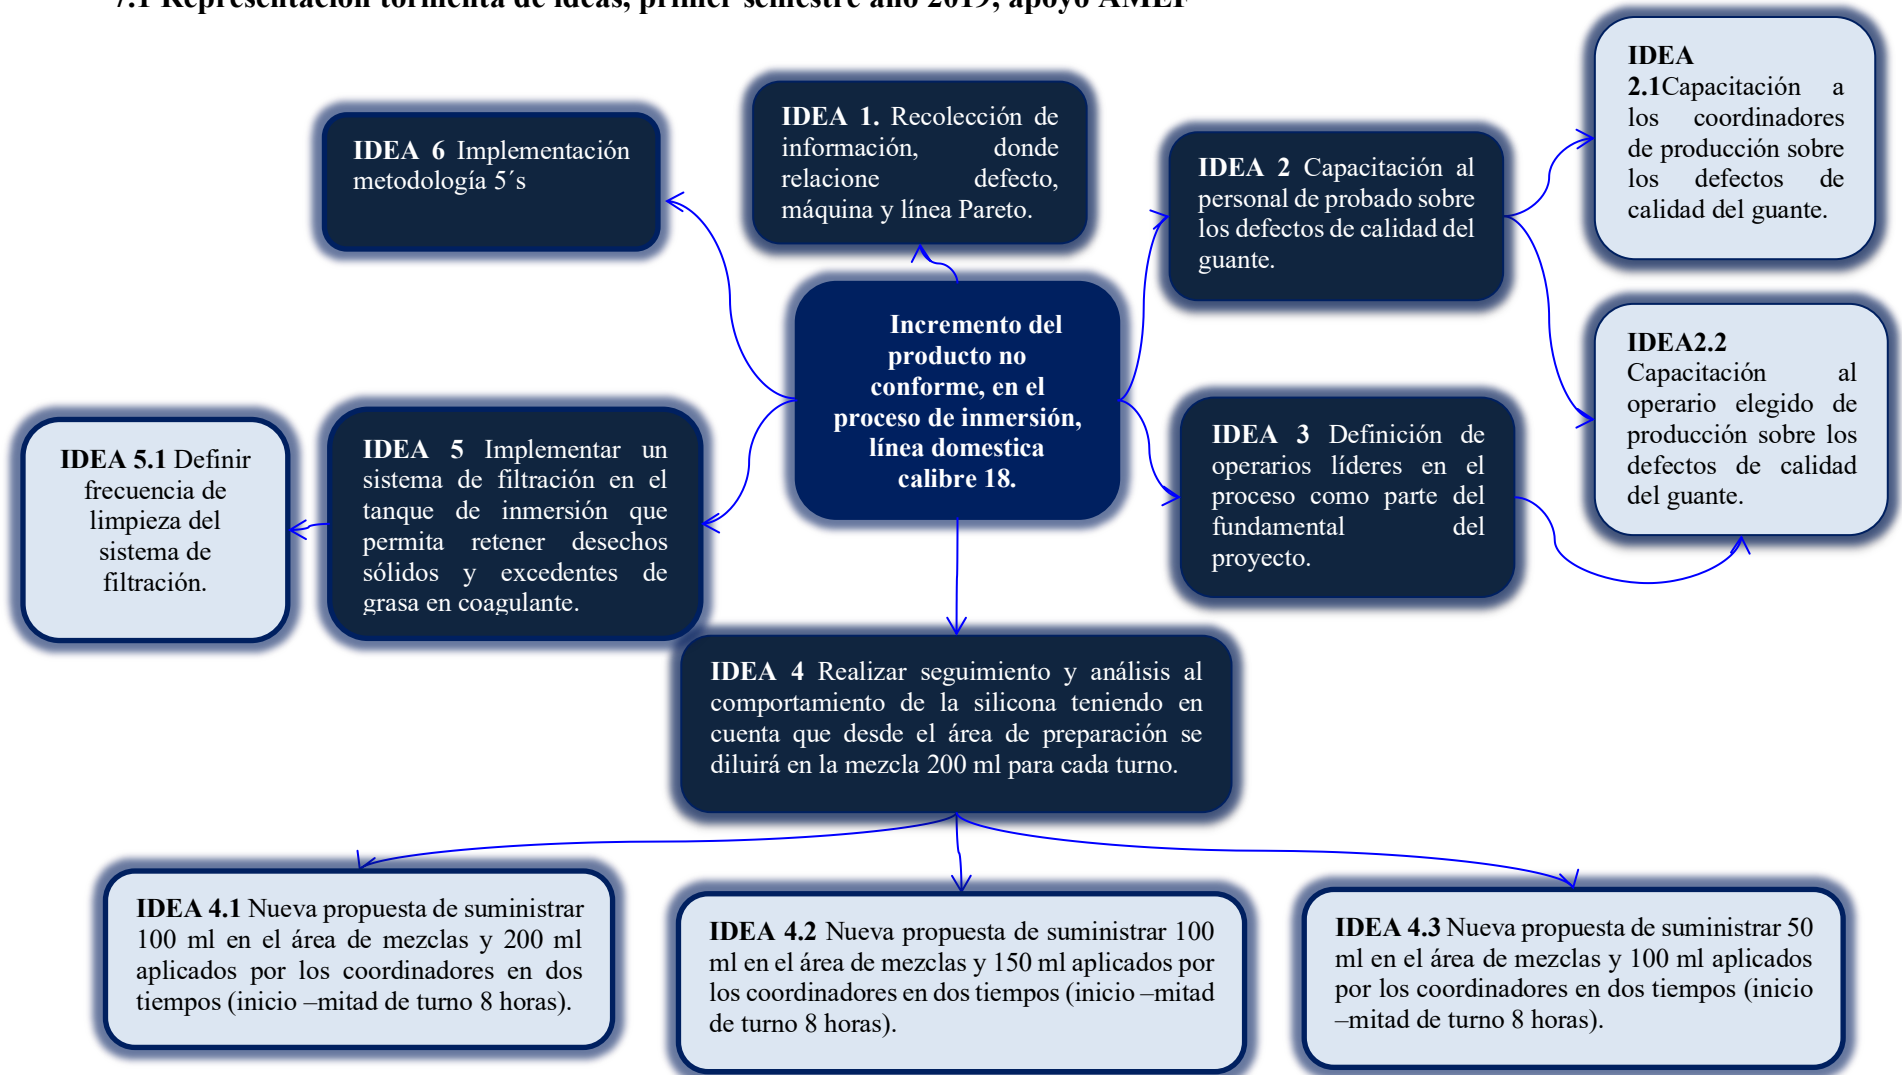 7.1 Representación tormenta de ideas, primer semestre año 2019, apoyo AMEF
IDEA 6 Implementación
metodología 5´s
IDEA 1. Recolección de
información, donde
relacione defecto,
máquina y línea Pareto.
IDEA 2 Capacitación al
personal de probado sobre
los defectos de calidad del
guante.
IDEA
2.1Capacitación a
los coordinadores
de producción sobre
los defectos de
calidad del guante.
IDEA2.2
Capacitación al
operario elegido de
producción sobre los
defectos de calidad
del guante.
Incremento del
producto no
conforme, en el
proceso de inmersión,
línea domestica
calibre 18.
IDEA 3 Definición de
operarios líderes en el
proceso como parte del
fundamental del
proyecto.
IDEA 5 Implementar un
sistema de filtración en el
tanque de inmersión que
permita retener desechos
sólidos y excedentes de
grasa en coagulante.
IDEA 5.1 Definir
frecuencia de
limpieza del
sistema de
filtración.
IDEA 4 Realizar seguimiento y análisis al
comportamiento de la silicona teniendo en
cuenta que desde el área de preparación se
diluirá en la mezcla 200 ml para cada turno.
IDEA 4.1 Nueva propuesta de suministrar
100 ml en el área de mezclas y 200 ml
aplicados por los coordinadores en dos
tiempos (inicio –mitad de turno 8 horas).
IDEA 4.2 Nueva propuesta de suministrar 100
ml en el área de mezclas y 150 ml aplicados por
los coordinadores en dos tiempos (inicio –mitad
de turno 8 horas).
IDEA 4.3 Nueva propuesta de suministrar 50
ml en el área de mezclas y 100 ml aplicados
por los coordinadores en dos tiempos (inicio
–mitad de turno 8 horas).